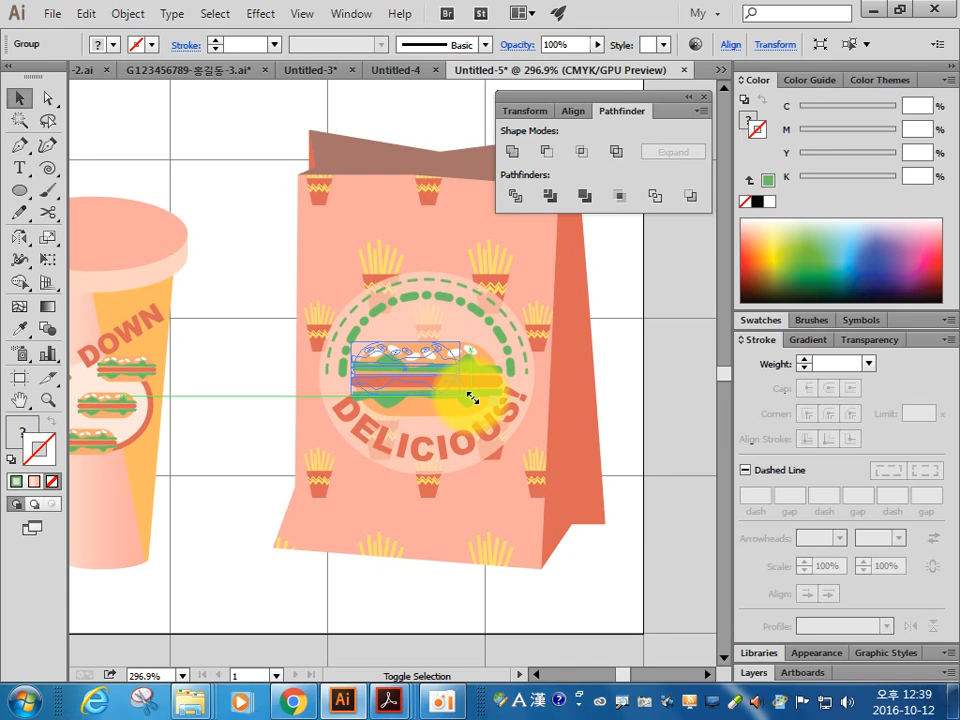 Ai File Edit Object Type Select Effect View Window Help Br St My
Group Stroke: Basic Opacity: 100% Style: Align Transform
-2.ai × G123456789-홍길동-3.ai* × Untitled-3* × Untitled-4 × Untitled-5* @ 296.9% (CMYK/GPU Preview) ×
Transform Align Pathfinder
Shape Modes:
Expand
Pathfinders:
Color Color Guide Color Themes
C %
M %
Y %
K %
Swatches Brushes Symbols
Stroke Gradient Transparency
Weight:
Cap:
Corner: Limit: x
Align Stroke:
Dashed Line
dash gap dash gap dash gap
Arrowheads:
Scale: 100% 100%
Align:
Profile:
Libraries Appearance Graphic Styles
Layers Artboards
DOWN
DELICIOUS!
296.9% 1 Toggle Selection
Ai A 漢 ? 오후 12:39
2016-10-12